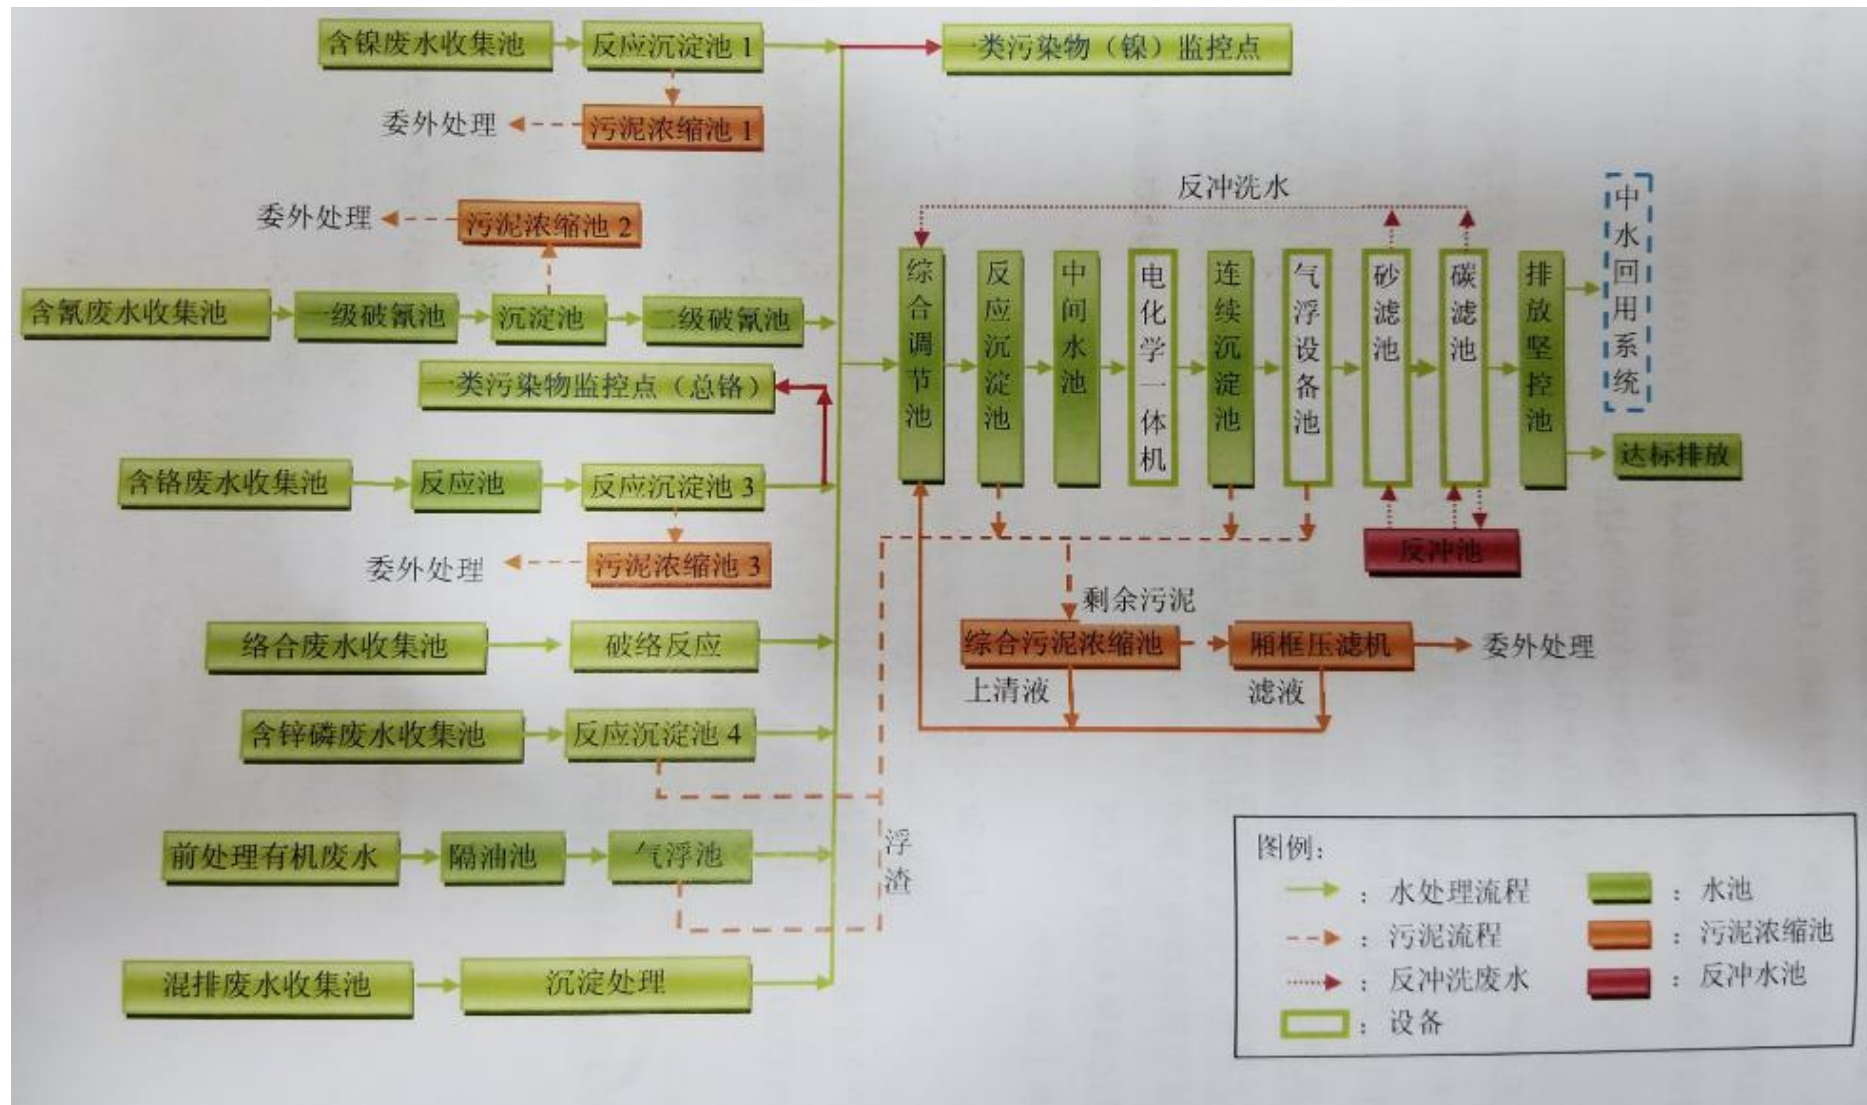 含镍废水收集池
反应沉淀池 1
一类污染物（镍）监控点
委外处理
污泥浓缩池 1
委外处理
污泥浓缩池 2
含氰废水收集池
一级破氰池
沉淀池
二级破氰池
一类污染物监控点（总铬）
含铬废水收集池
反应池
反应沉淀池 3
委外处理
污泥浓缩池 3
络合废水收集池
破络反应
含锌磷废水收集池
反应沉淀池 4
前处理有机废水
隔油池
气浮池
浮渣
混排废水收集池
沉淀处理
反冲洗水
综合调节池
反应沉淀池
中间水池
电化学一体机
连续沉淀池
气浮设备池
砂滤池
碳滤池
排放坚控池
中水回用系统
达标排放
反冲池
剩余污泥
综合污泥浓缩池
厢框压滤机
委外处理
上清液
滤液
图例：
：水处理流程
：水池
：污泥流程
：污泥浓缩池
：反冲洗废水
：反冲水池
：设备